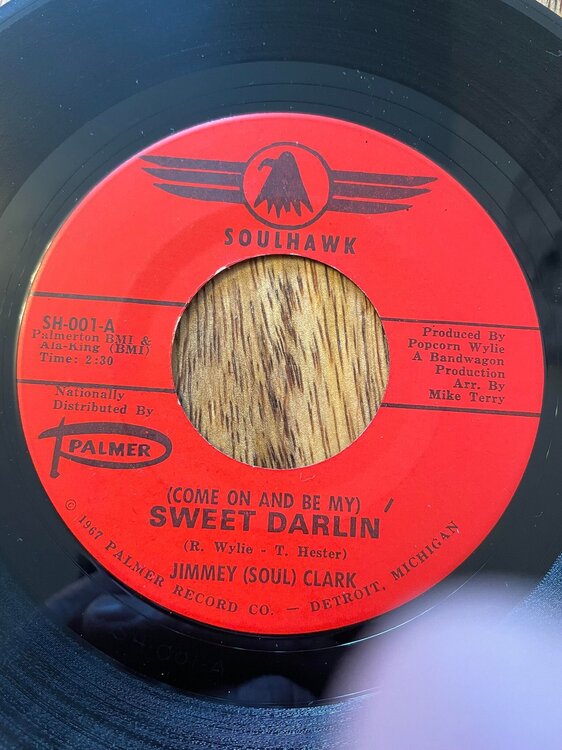 SOULHAWK
SH-001-A
Palmerton BMI &
Ala-King (BMI)
Time: 2:30
Produced By
Popcorn Wylie
A Bandwagon
Production
Arr. By
Mike Terry
Nationally
Distributed By
PALMER
(COME ON AND BE MY)
SWEET DARLIN'
(R. Wylie - T. Hester)
JIMMEY (SOUL) CLARK
© 1967 PALMER RECORD CO. — DETROIT, MICHIGAN
SH-001-A